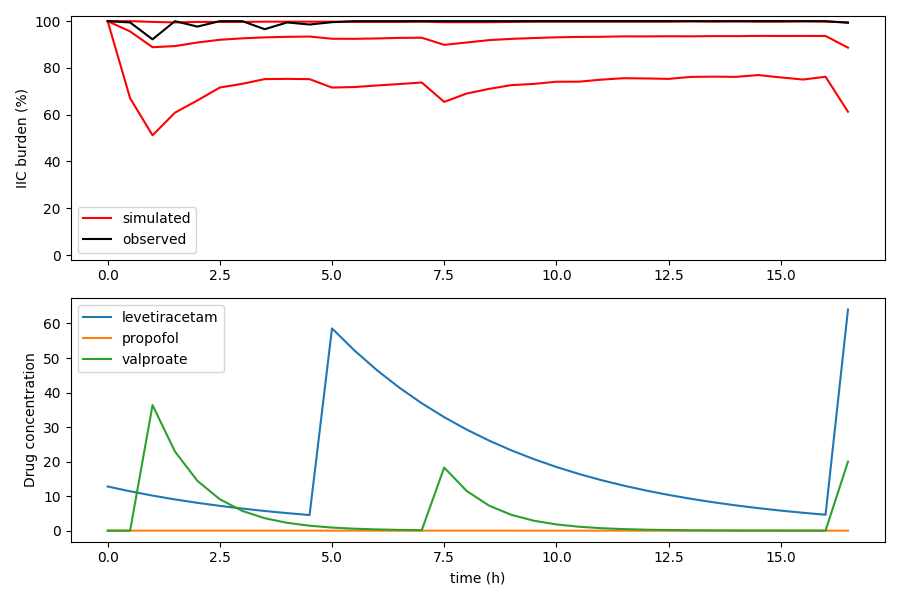 IIC burden (%)
100
80
60
40
20
0
simulated
observed
0.0 2.5 5.0 7.5 10.0 12.5 15.0
Drug concentration
60
50
40
30
20
10
0
levetiracetam
propofol
valproate
0.0 2.5 5.0 7.5 10.0 12.5 15.0
time (h)